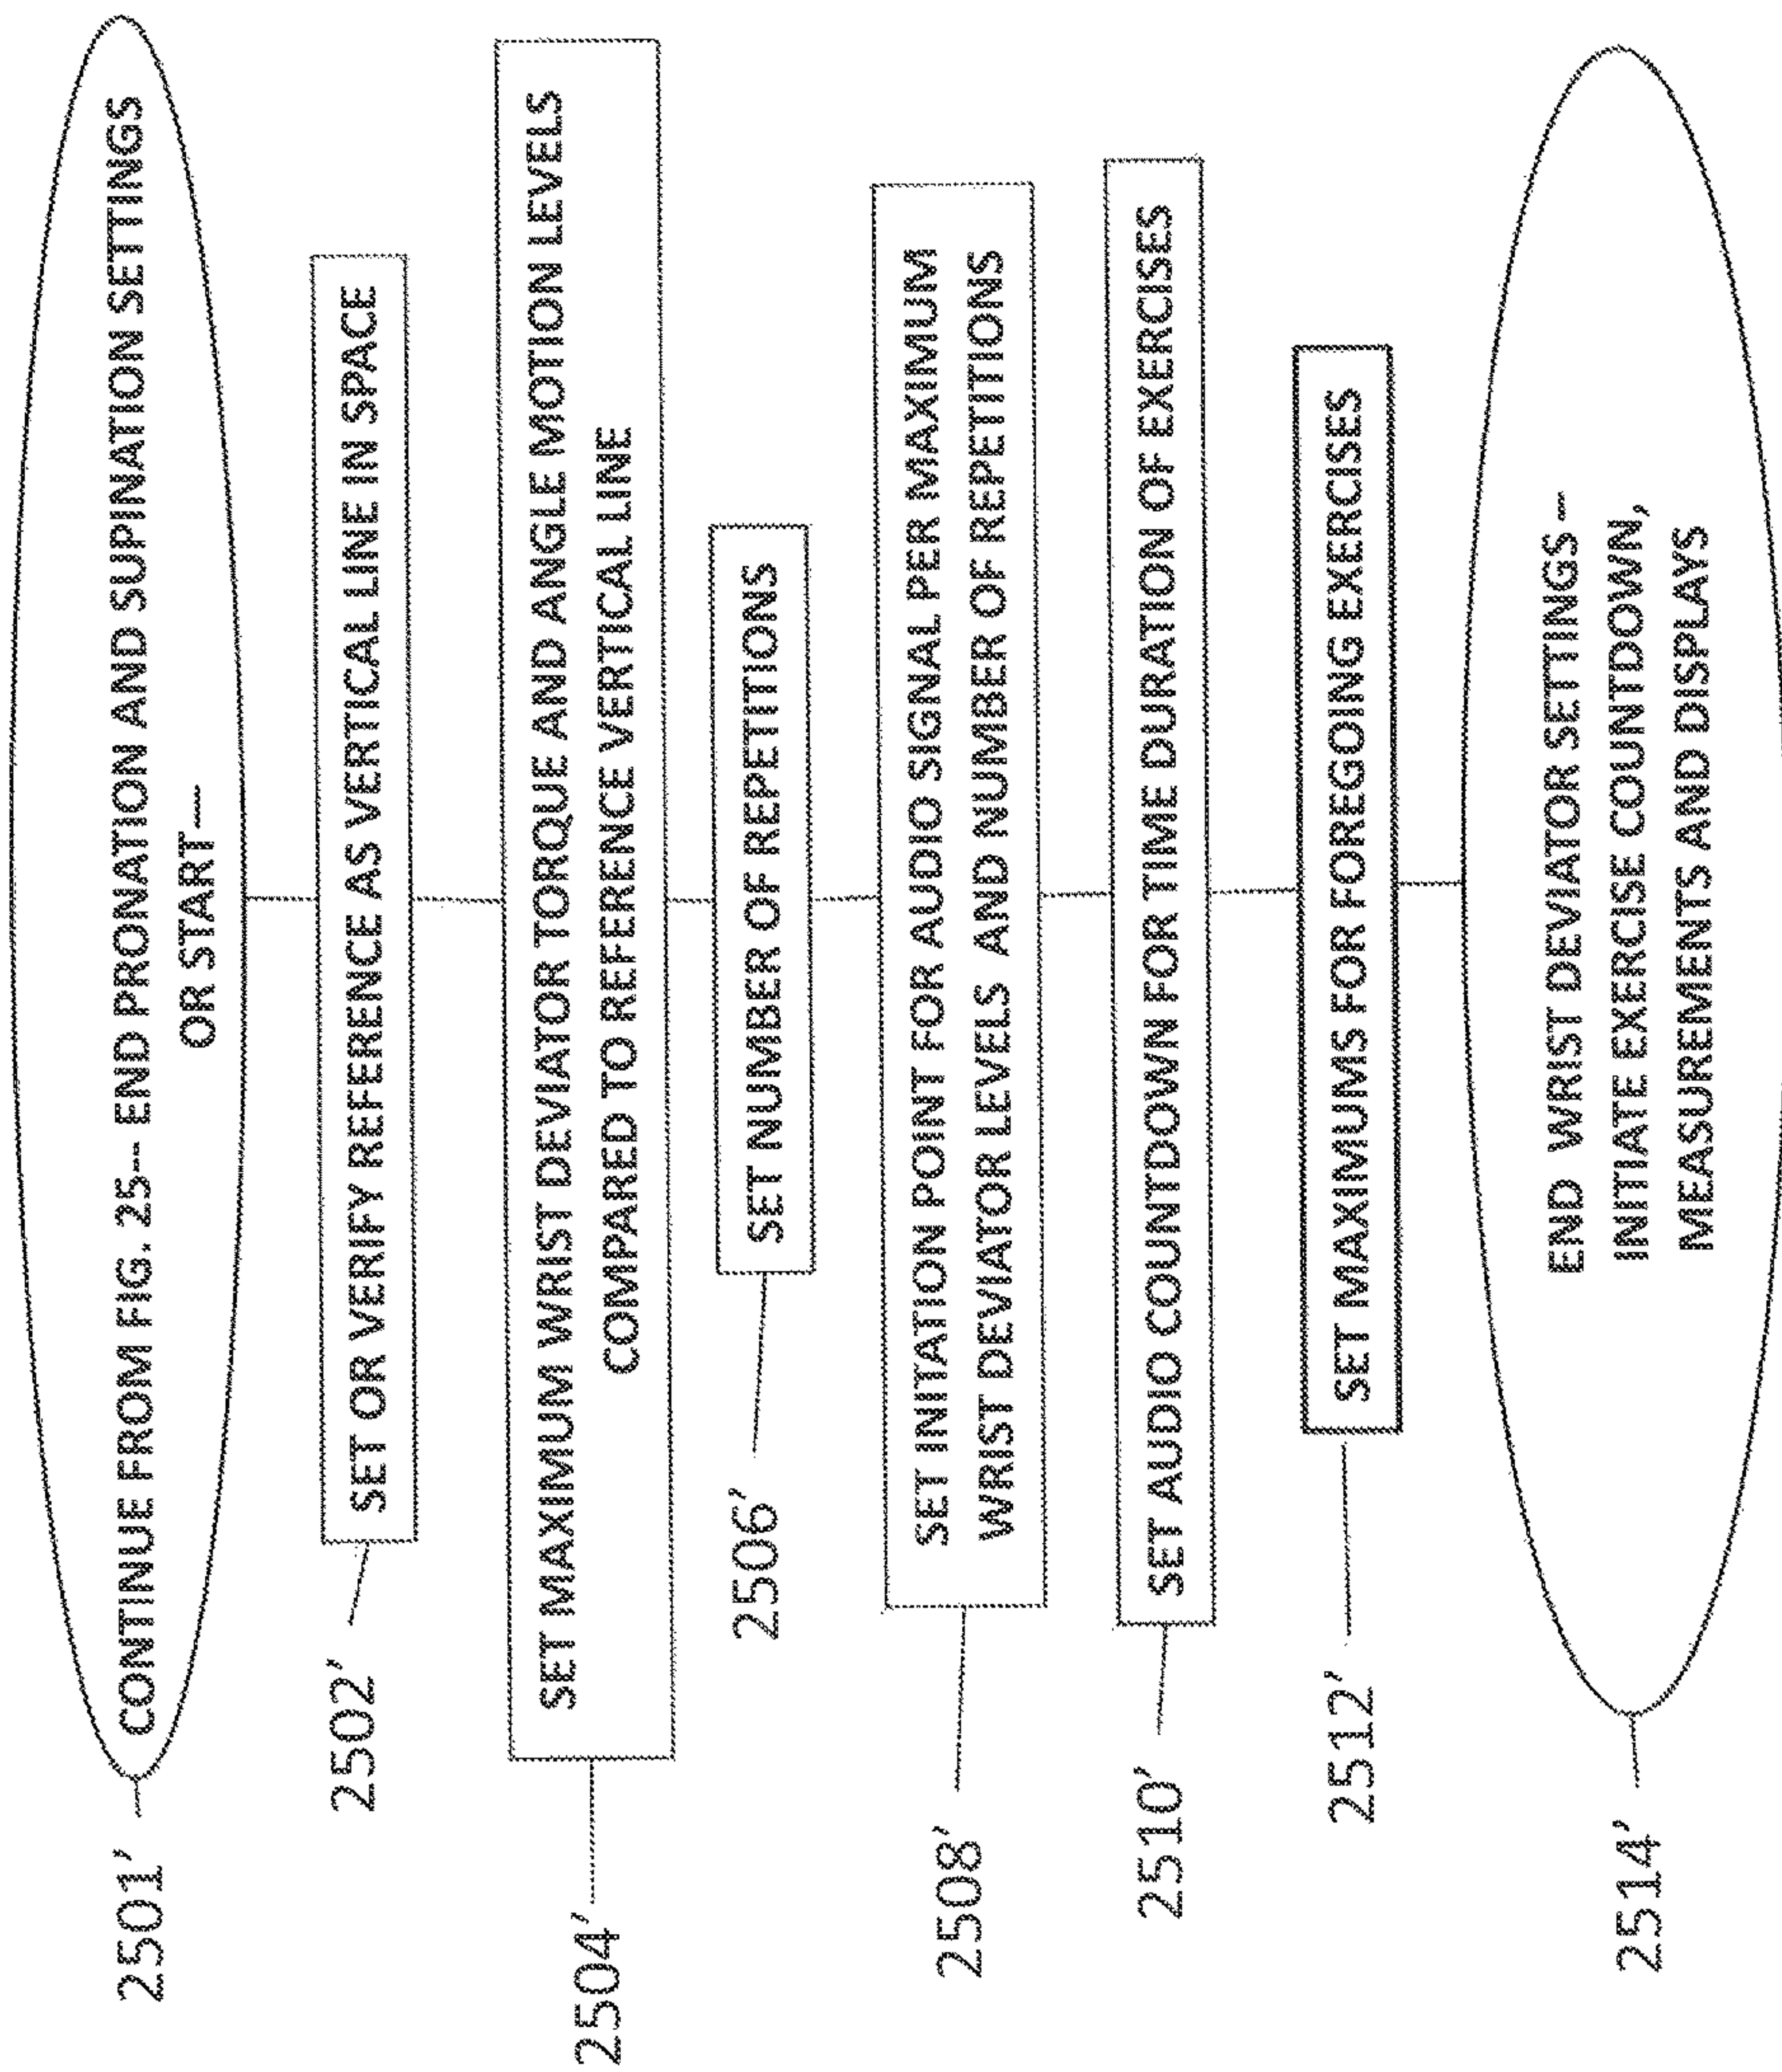 2501'
CONTINUE FROM FIG. 25-- END PRONATION AND SUPINATION SETTINGS
OR START----
2502'
SET OR VERIFY REFERENCE AS VERTICAL LINE IN SPACE
2504'
SET MAXIMUM WRIST DEVIATOR TORQUE AND ANGLE MOTION LEVELS
COMPARED TO REFERENCE VERTICAL LINE
2506'
SET NUMBER OF REPETITIONS
2508'
SET INITATION POINT FOR AUDIO SIGNAL PER MAXIMUM
WRIST DEVIATOR LEVELS AND NUMBER OF REPETITIONS
2510'
SET AUDIO COUNTDOWN FOR TIME DURATION OF EXERCISES
2512'
SET MAXIMUMS FOR FOREGOING EXERCISES
2514'
END WRIST DEVIATOR SETTINGS --
INITIATE EXERCISE COUNTDOWN,
MEASUREMENTS AND DISPLAYS